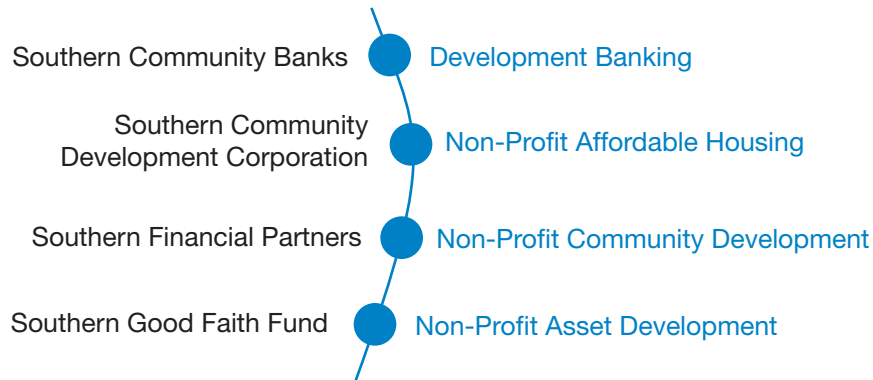 Southern Community Banks
Development Banking
Southern Community
Development Corporation
Non-Profit Affordable Housing
Southern Financial Partners
Non-Profit Community Development
Southern Good Faith Fund
Non-Profit Asset Development